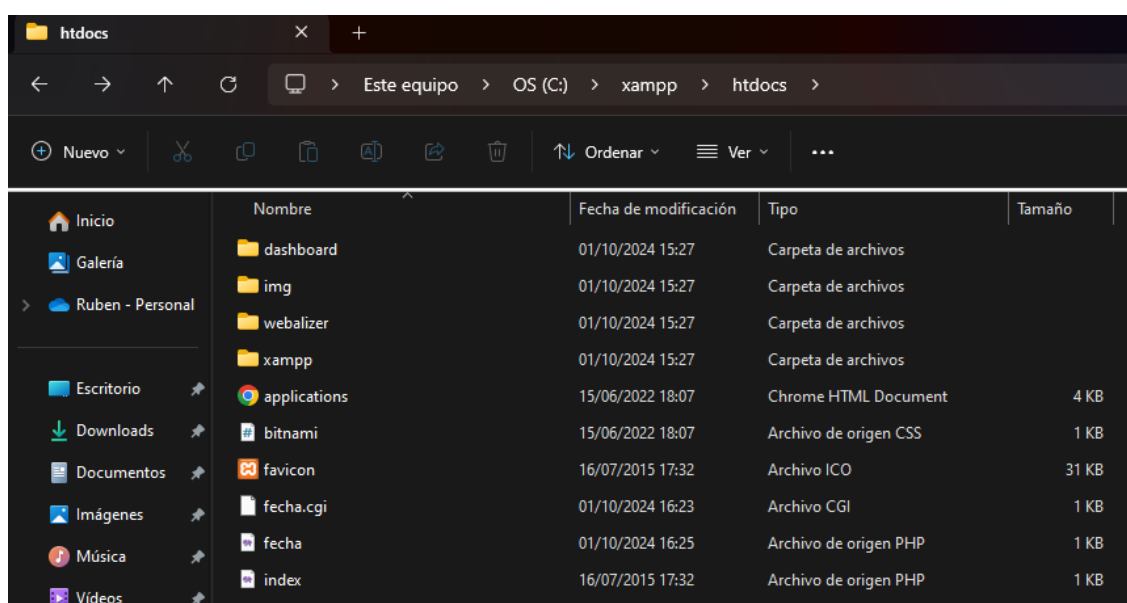 htdocs
Este equipo > OS (C:) > xampp > htdocs >
Nuevo Ordenar Ver ...
Nombre Fecha de modificación Tipo Tamaño
Inicio
Galería
Ruben - Personal
Escritorio
Downloads
Documentos
Imágenes
Música
Vídeos
dashboard 01/10/2024 15:27 Carpeta de archivos
img 01/10/2024 15:27 Carpeta de archivos
webalizer 01/10/2024 15:27 Carpeta de archivos
xampp 01/10/2024 15:27 Carpeta de archivos
applications 15/06/2022 18:07 Chrome HTML Document 4 KB
bitnami 15/06/2022 18:07 Archivo de origen CSS 1 KB
favicon 16/07/2015 17:32 Archivo ICO 31 KB
fecha.cgi 01/10/2024 16:23 Archivo CGI 1 KB
fecha 01/10/2024 16:25 Archivo de origen PHP 1 KB
index 16/07/2015 17:32 Archivo de origen PHP 1 KB